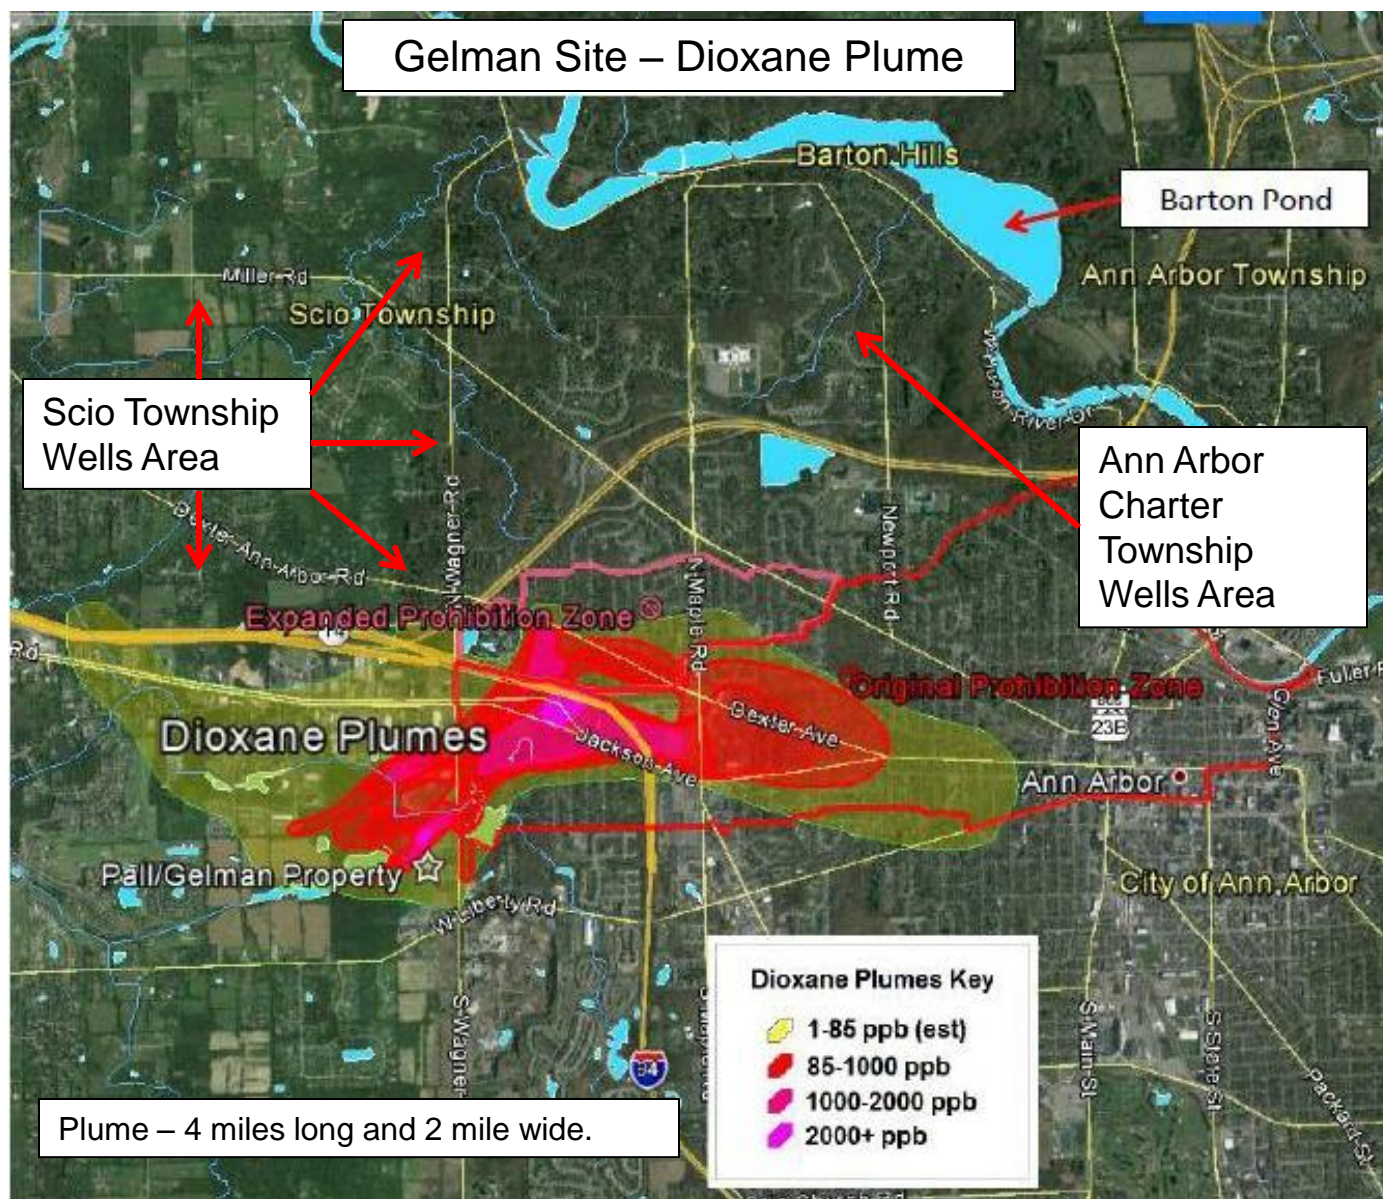 Gelman Site – Dioxane Plume
Barton Hills
Barton Pond
Miller Rd
Ann Arbor Township
Scio Township
W Huron River Dr
Scio Township
Wells Area
Ann Arbor
Charter
Township
Wells Area
N Wagner Rd
Newport Rd
Dexter-Ann-Arbor Rd
N Maple Rd
Expanded Prohibition Zone ®
14
Rd
Original Prohibition Zone
Fuller
Glen Ave
23B
Dioxane Plumes
Dexter Ave
Jackson Ave
Ann Arbor
Pall/Gelman Property
City of Ann Arbor
W Liberty Rd
Dioxane Plumes Key
1-85 ppb (est)
85-1000 ppb
1000-2000 ppb
2000+ ppb
S Wagner
94
S Main St
S State St
Packard St
Plume – 4 miles long and 2 mile wide.